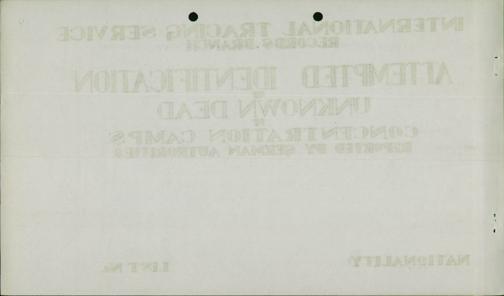 INTERNATIONAL TRACING SERVICE
RECORDS BRANCH
ATTEMPTED IDENTIFICATION
OF
UNKNOWN DEAD
IN
CONCENTRATION CAMPS
REPORTED BY GERMAN AUTHORITIES
NATIONALITY
LIST No.